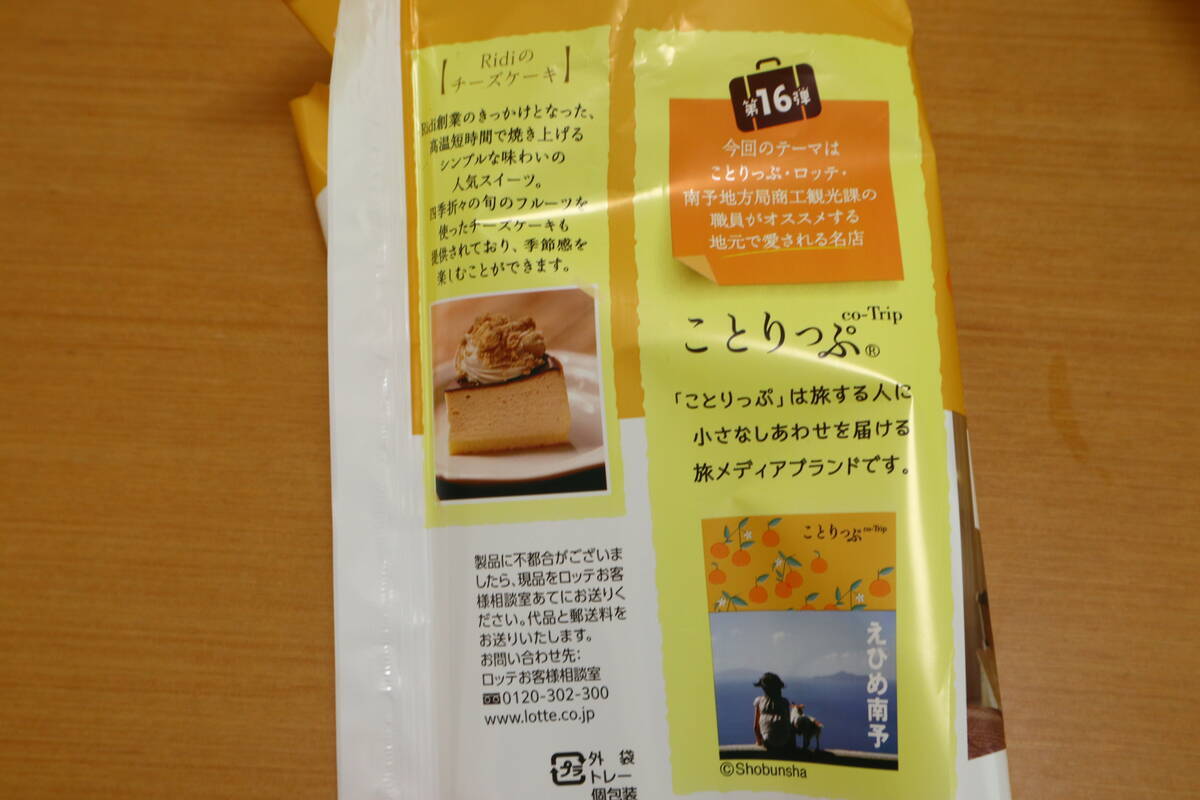 【Ridiの
チーズケーキ】
Ridi創業のきっかけとなった、
高温短時間で焼き上げる
シンプルな味わいの
人気スイーツ。
四季折々の旬のフルーツを
使ったチーズケーキも
提供されており、季節感を
楽しむことができます。
製品に不都合がございま
したら、現品をロッテお客
様相談室あてにお送りく
ださい。代品と郵送料を
お送りいたします。
お問い合わせ先:
ロッテお客様相談室
0120-302-300
www.lotte.co.jp
プラ
外 袋
トレー
個包装
第16弾
今回のテーマは
ことりっぷ・ロッテ・
南予地方局商工観光課の
職員がオススメする
地元で愛される名店
co-Trip
ことりっぷ®
「ことりっぷ」は旅する人に
小さなしあわせを届ける
旅メディアブランドです。
ことりっぷ co-Trip
えひめ南予
©Shobunsha